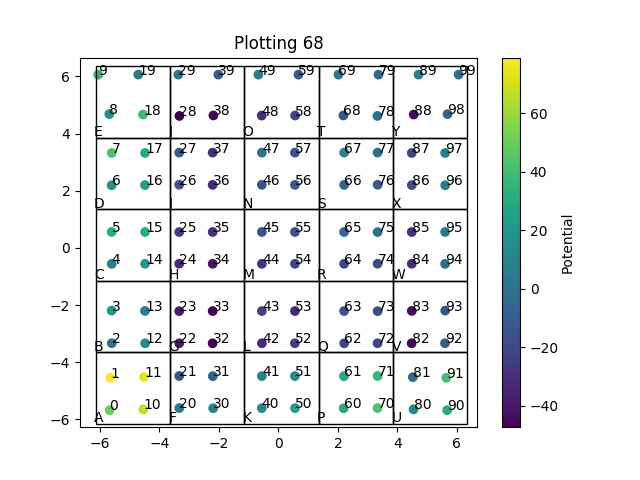 Plotting 68
9 19 29 39 49 59 69 79 89 99
8 18 28 38 48 58 68 78 88 98
E J O T Y
7 17 27 37 47 57 67 77 87 97
6 16 26 36 46 56 66 76 86 96
D I N S X
5 15 25 35 45 55 65 75 85 95
4 14 24 34 44 54 64 74 84 94
C H M R W
3 13 23 33 43 53 63 73 83 93
2 12 22 32 42 52 62 72 82 92
B G L Q V
1 11 21 31 41 51 61 71 81 91
0 10 20 30 40 50 60 70 80 90
A F K P U
6
4
2
0
−2
−4
−6
−6 −4 −2 0 2 4 6
60
40
20
0
−20
−40
Potential